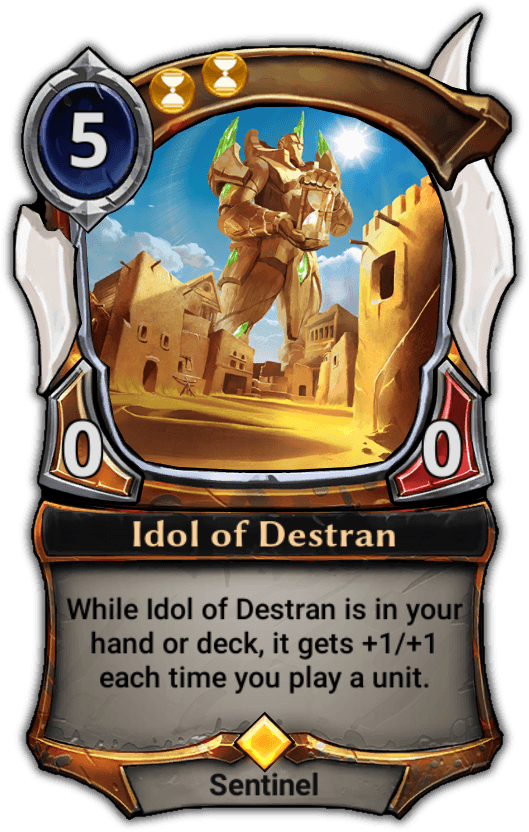 5
0
0
Idol of Destran
While Idol of Destran is in your
hand or deck, it gets +1/+1
each time you play a unit.
Sentinel